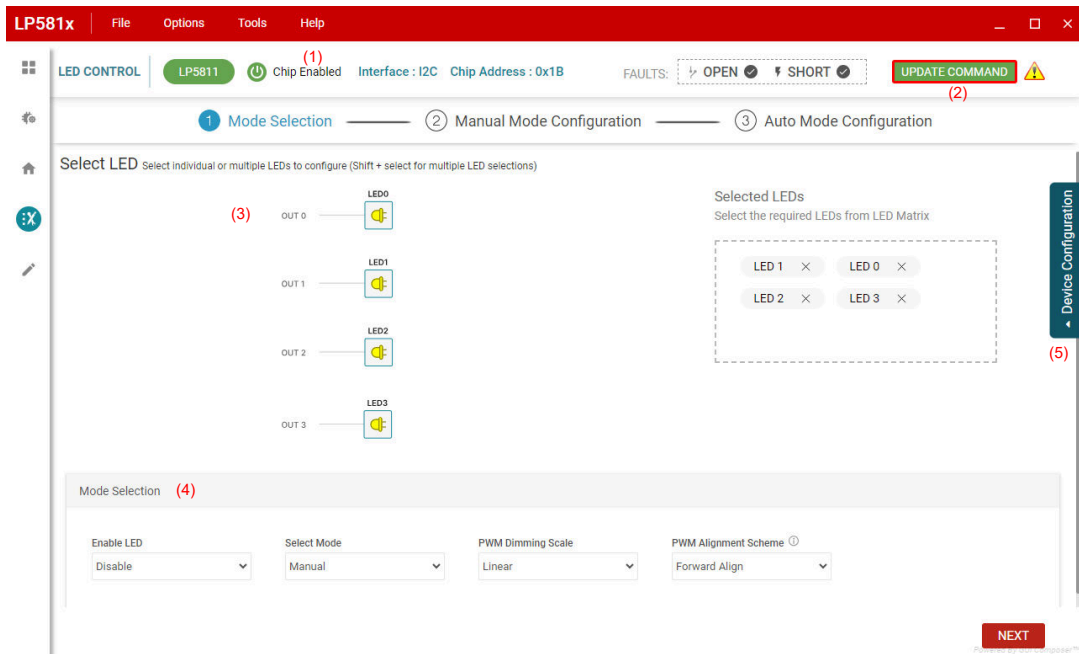 LP581x File Options Tools Help
(1)
LED CONTROL LP5811 Chip Enabled Interface : I2C Chip Address : 0x1B FAULTS: OPEN SHORT UPDATE COMMAND
(2)
1 Mode Selection 2 Manual Mode Configuration 3 Auto Mode Configuration
Select LED Select individual or multiple LEDs to configure (Shift + select for multiple LED selections)
LED0
(3) OUT 0
LED1
OUT 1
LED2
OUT 2
LED3
OUT 3
Selected LEDs
Select the required LEDs from LED Matrix
LED 1 × LED 0 ×
LED 2 × LED 3 ×
Device Configuration
(5)
Mode Selection (4)
Enable LED Select Mode PWM Dimming Scale PWM Alignment Scheme
Disable Manual Linear Forward Align
NEXT
Powered By GUI Composer™